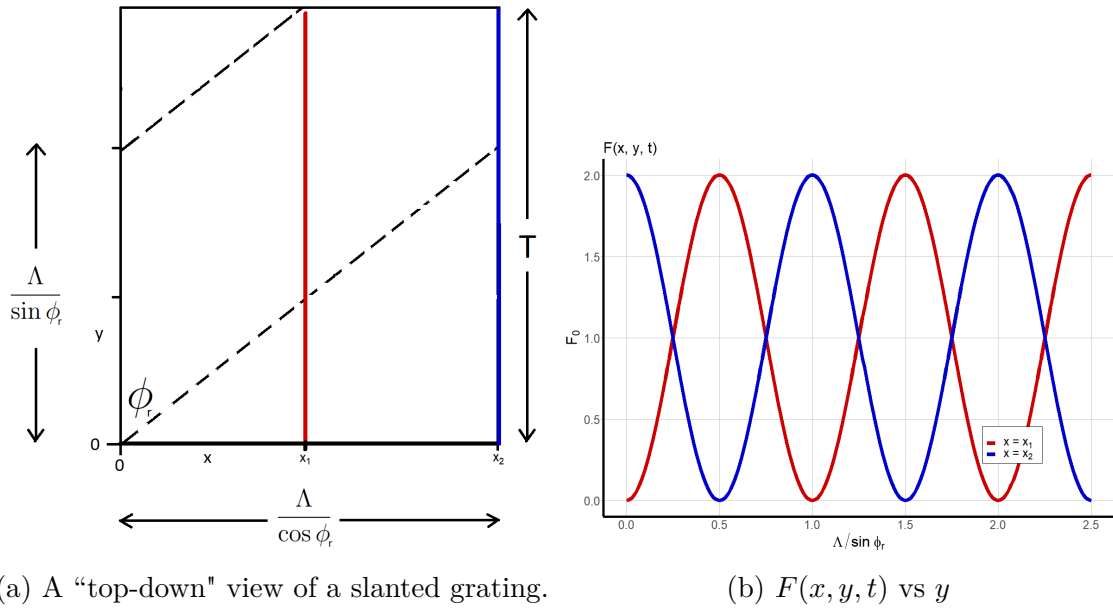 Λ
sin ϕr
y
0
ϕr
T
0
x
x1
x2
Λ
cos ϕr
(a) A “top-down" view of a slanted grating.
F(x, y, t)
2.0
1.5
F0
1.0
0.5
0.0
x = x1
x = x2
0.0 0.5 1.0 1.5 2.0 2.5
Λ/sin ϕr
(b) F(x, y, t) vs y